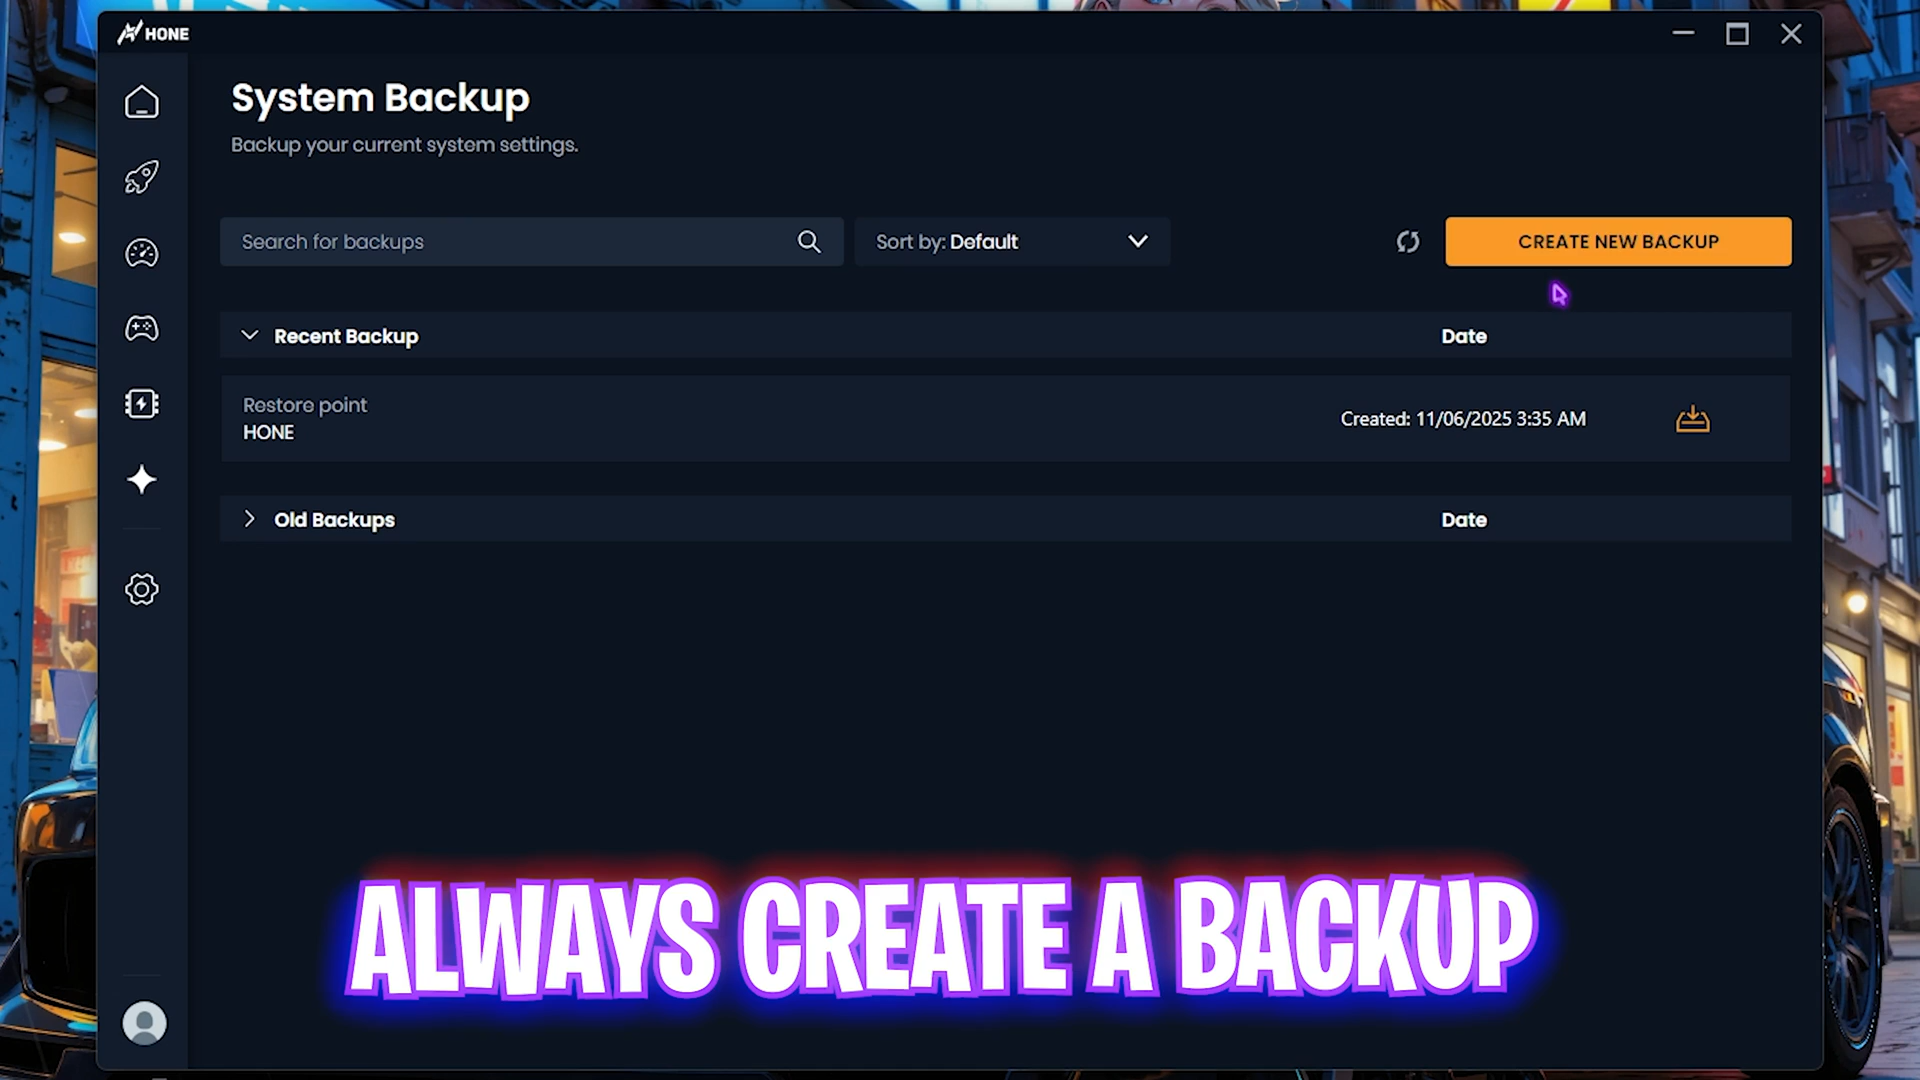 HONE
System Backup
Backup your current system settings.
Search for backups
Sort by: Default
CREATE NEW BACKUP
Recent Backup
Date
Restore point
HONE
Created: 11/06/2025 3:35 AM
Old Backups
Date
ALWAYS CREATE A BACKUP